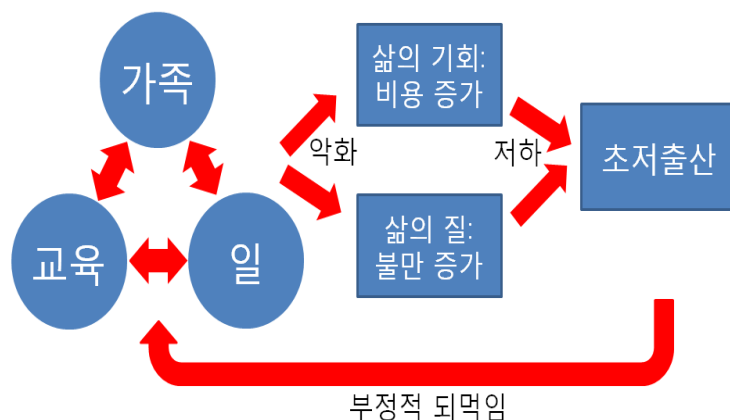 가족
교육
일
악화
삶의 기회:
비용 증가
삶의 질:
불만 증가
저하
초저출산
부정적 되먹임